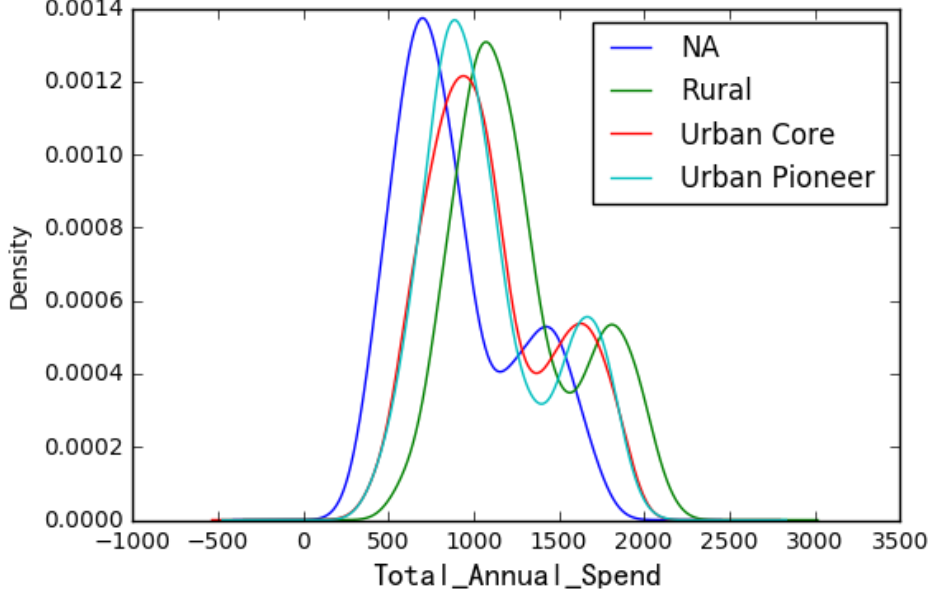 0.0014
0.0012
0.0010
0.0008
0.0006
0.0004
0.0002
0.0000
Density
NA
Rural
Urban Core
Urban Pioneer
−1000 −500 0 500 1000 1500 2000 2500 3000 3500
Total_Annual_Spend